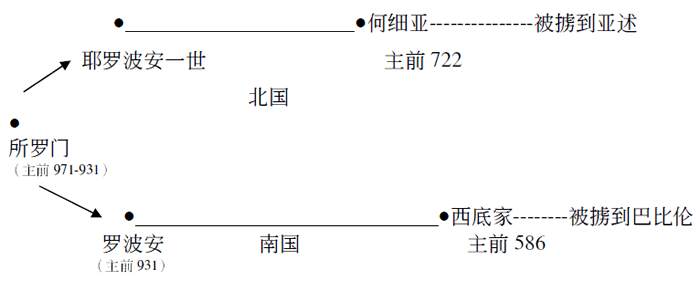 何细亚---------------被掳到亚述
耶罗波安一世
主前 722
北国
所罗门
（主前 971-931）
西底家--------被掳到巴比伦
罗波安
南国
主前 586
（主前 931）